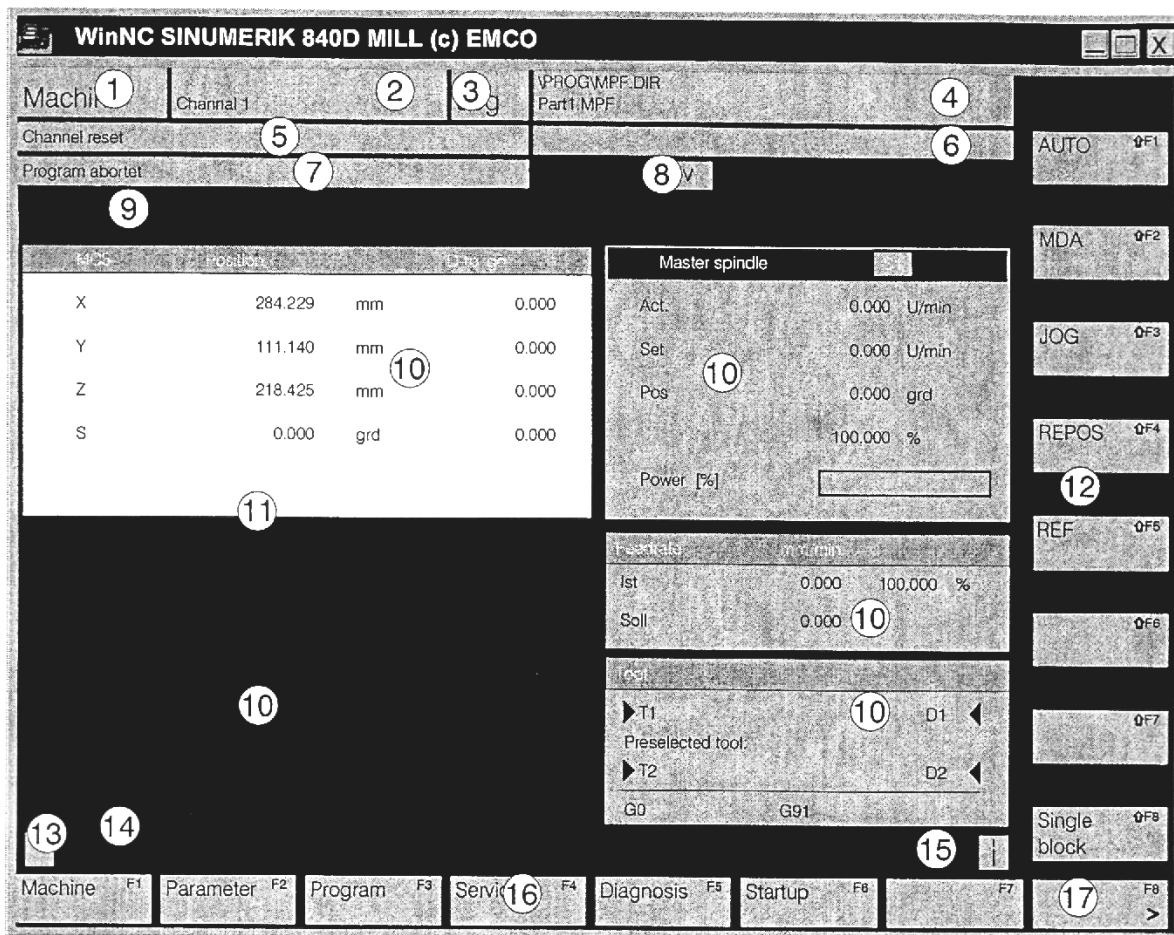 WinNC SINUMERIK 840D MILL (c) EMCO
1 Channal 1 2 3 \PROG\MPF.DIR 4
Part1.MPF
Channel reset 5 6
Program abortet 7 8 V
9
AUTO F1
MDA F2
JOG F3
REPOS F4
12
REF F5
F6
F7
Single F8
block
MCS Position
X 284.229 mm 0.000
Y 111.140 mm 0.000
Z 218.425 mm 0.000
S 0.000 grd 0.000
10
11
10
Master spindle
Act. 0.000 U/min
Set 0.000 U/min
10
Pos 0.000 grd
100.000 %
Power [%]
Feedrate mm/min
Ist 0.000 100.000 %
Soll 0.000 10
Tool
T1 10 D1
Preselected tool:
T2 D2
G0 G91
13 14 15
Machine F1 Parameter F2 Program F3 16 F4 Diagnosis F5 Startup F6 F7 17 F8
>